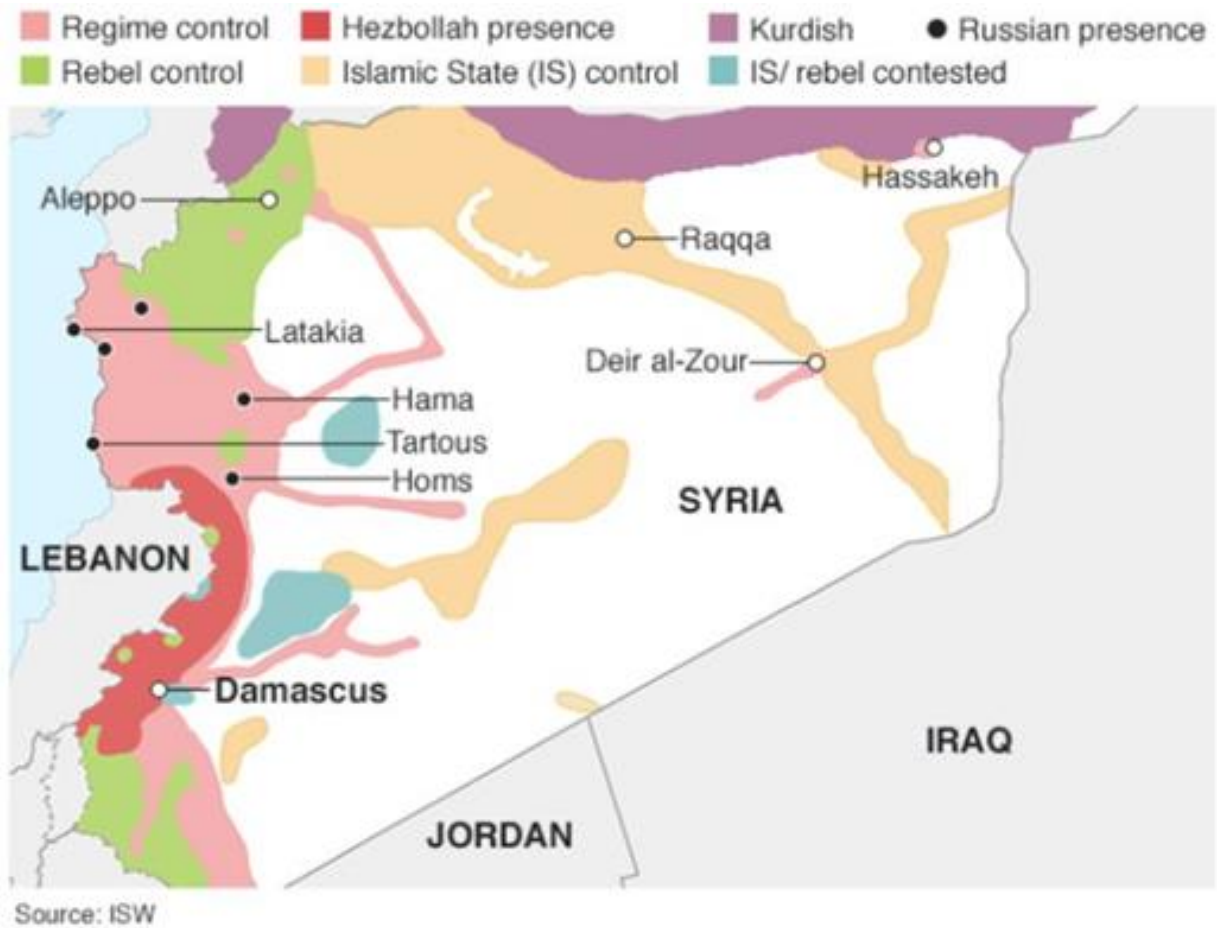 Regime control
Hezbollah presence
Kurdish
Russian presence
Rebel control
Islamic State (IS) control
IS/ rebel contested
Aleppo
Hassakeh
Raqqa
Latakia
Deir al-Zour
Hama
Tartous
Homs
SYRIA
LEBANON
Damascus
IRAQ
JORDAN
Source: ISW